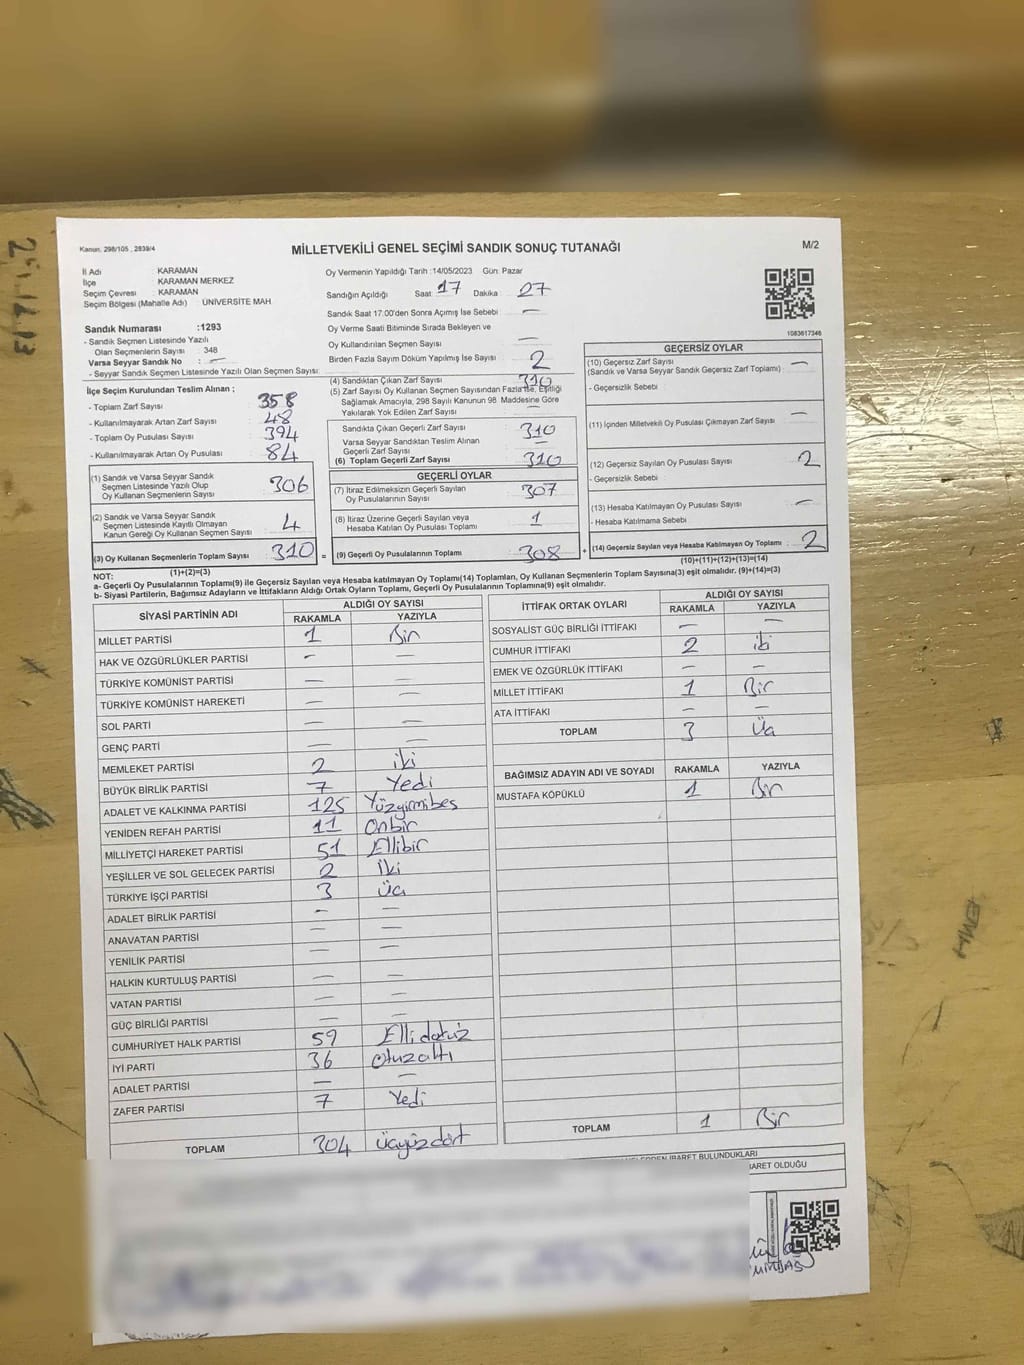 Kanun, 298/105 , 2839/4
MİLLETVEKİLİ GENEL SEÇİMİ SANDIK SONUÇ TUTANAĞI
M/2
İl Adı : KARAMAN
İlçe KARAMAN MERKEZ
Seçim Çevresi : KARAMAN
Seçim Bölgesi (Mahalle Adı) : ÜNİVERSİTE MAH
Sandık Numarası :1293
- Sandık Seçmen Listesinde Yazılı
Olan Seçmenlerin Sayısı : 348
Varsa Seyyar Sandık No : —
- Seyyar Sandık Seçmen Listesinde Yazılı Olan Seçmen Sayısı:
Oy Vermenin Yapıldığı Tarih :14/05/2023 Gün: Pazar
Sandığın Açıldığı Saat : 17 Dakika : 27
Sandık Saat 17.00'den Sonra Açımış İse Sebebi : —
Oy Verme Saati Bitiminde Sırada Bekleyen ve
Oy Kullandırılan Seçmen Sayısı : —
Birden Fazla Sayım Döküm Yapılmış İse Sayısı : 2
1083617346
İlçe Seçim Kurulundan Teslim Alınan ;
- Toplam Zarf Sayısı : 358
- Kullanılmayarak Artan Zarf Sayısı : 48
- Toplam Oy Pusulası Sayısı : 394
- Kullanılmayarak Artan Oy Pusulası : 84
(1) Sandık ve Varsa Seyyar Sandık
Seçmen Listesinde Yazılı Olup
Oy Kullanan Seçmenlerin Sayısı : 306
(2) Sandık ve Varsa Seyyar Sandık
Seçmen Listesinde Kayıtlı Olmayan
Kanun Gereği Oy Kullanan Seçmen Sayısı : 4
(3) Oy Kullanan Seçmenlerin Toplam Sayısı : 310 =
(1)+(2)=(3)
(4) Sandıktan Çıkan Zarf Sayısı : 310
(5) Zarf Sayısı Oy Kullanan Seçmen Sayısından Fazla ise, Eşitliği
Sağlamak Amacıyla, 298 Sayılı Kanunun 98. Maddesine Göre
Yakılarak Yok Edilen Zarf Sayısı : —
Sandıkta Çıkan Geçerli Zarf Sayısı : 310
Varsa Seyyar Sandıktan Teslim Alınan
Geçerli Zarf Sayısı : —
(6) Toplam Geçerli Zarf Sayısı : 310
GEÇERLİ OYLAR
(7) İtiraz Edilmeksizin Geçerli Sayılan
Oy Pusulalarının Sayısı : 307
(8) İtiraz Üzerine Geçerli Sayılan veya
Hesaba Katılan Oy Pusulası Toplamı : 1
(9) Geçerli Oy Pusulalarının Toplamı : 308 +
GEÇERSİZ OYLAR
(10) Geçersiz Zarf Sayısı
(Sandık ve Varsa Seyyar Sandık Geçersiz Zarf Toplamı) : —
- Geçersizlik Sebebi :
(11) İçinden Milletvekili Oy Pusulası Çıkmayan Zarf Sayısı : —
(12) Geçersiz Sayılan Oy Pusulası Sayısı : 2
- Geçersizlik Sebebi :
(13) Hesaba Katılmayan Oy Pusulası Sayısı : —
- Hesaba Katılmama Sebebi :
(14) Geçersiz Sayılan veya Hesaba Katılmayan Oy Toplamı : 2
(10)+(11)+(12)+(13)=(14)
NOT:
a- Geçerli Oy Pusulalarının Toplamı(9) ile Geçersiz Sayılan veya Hesaba katılmayan Oy Toplamı(14) Toplamları, Oy Kullanan Seçmenlerin Toplam Sayısına(3) eşit olmalıdır. (9)+(14)=(3)
b- Siyasi Partilerin, Bağımsız Adayların ve İttifakların Aldığı Ortak Oyların Toplamı, Geçerli Oy Pusulalarının Toplamına(9) eşit olmalıdır.
SİYASİ PARTİNİN ADI ALDIĞI OY SAYISI
RAKAMLA YAZIYLA
MİLLET PARTİSİ 1 Bir
HAK VE ÖZGÜRLÜKLER PARTİSİ — —
TÜRKİYE KOMÜNİST PARTİSİ — —
TÜRKİYE KOMÜNİST HAREKETİ — —
SOL PARTİ — —
GENÇ PARTİ — —
MEMLEKET PARTİSİ 2 iki
BÜYÜK BİRLİK PARTİSİ 7 Yedi
ADALET VE KALKINMA PARTİSİ 125 Yüzyirmibeş
YENİDEN REFAH PARTİSİ 11 Onbir
MİLLİYETÇİ HAREKET PARTİSİ 51 Ellibir
YEŞİLLER VE SOL GELECEK PARTİSİ 2 İki
TÜRKİYE İŞÇİ PARTİSİ 3 Üç
ADALET BİRLİK PARTİSİ — —
ANAVATAN PARTİSİ — —
YENİLİK PARTİSİ — —
HALKIN KURTULUŞ PARTİSİ — —
VATAN PARTİSİ — —
GÜÇ BİRLİĞİ PARTİSİ — —
CUMHURİYET HALK PARTİSİ 59 Ellidokuz
İYİ PARTİ 36 Otuzaltı
ADALET PARTİSİ — —
ZAFER PARTİSİ 7 Yedi
TOPLAM 304 Üçyüzdört
İTTİFAK ORTAK OYLARI ALDIĞI OY SAYISI
RAKAMLA YAZIYLA
SOSYALİST GÜÇ BİRLİĞİ İTTİFAKI — —
CUMHUR İTTİFAKI 2 iki
EMEK VE ÖZGÜRLÜK İTTİFAKI — —
MİLLET İTTİFAKI 1 Bir
ATA İTTİFAKI — —
TOPLAM 3 Üç
BAĞIMSIZ ADAYIN ADI VE SOYADI RAKAMLA YAZIYLA
MUSTAFA KÖPÜKLÜ 1 Bir
TOPLAM 1 Bir
BULUNDUKLARI
OLDUĞU